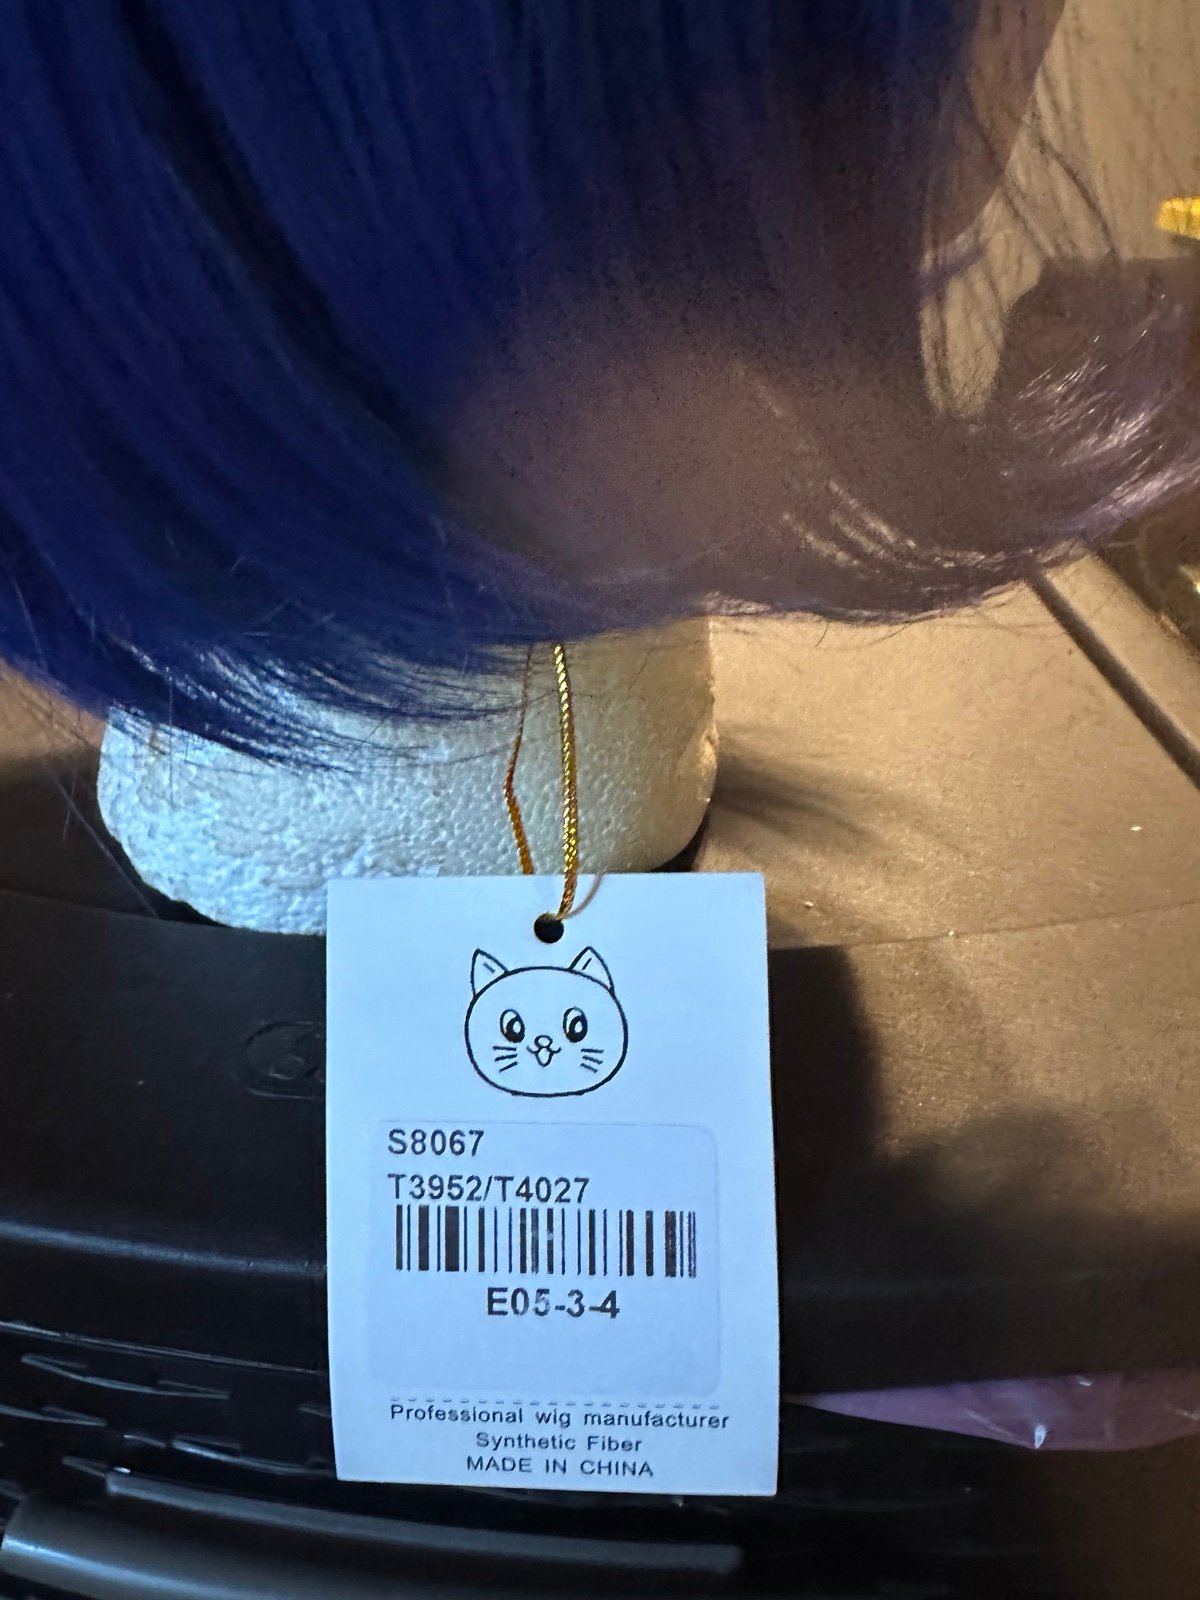 S8067
T3952/T4027
E05-3-4
Professional wig manufacturer
Synthetic Fiber
MADE IN CHINA